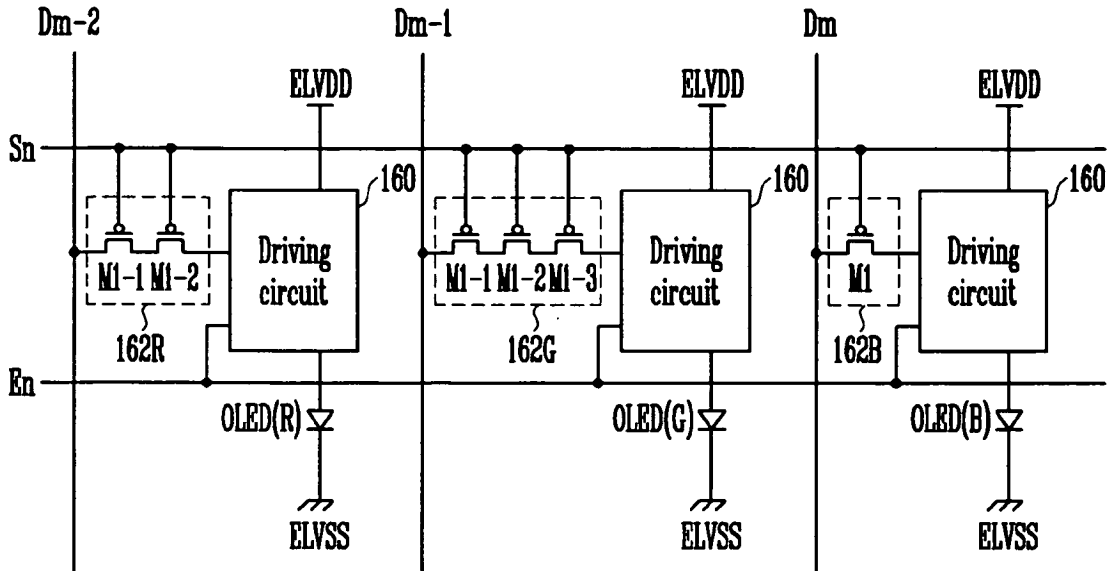 Dm-2 Dm-1 Dm
ELVDD ELVDD ELVDD
Sn
160 160 160
Driving circuit
Driving circuit
Driving circuit
M1-1 M1-2
M1-1 M1-2 M1-3
M1
162R 162G 162B
En
OLED(R) OLED(G) OLED(B)
ELVSS ELVSS ELVSS